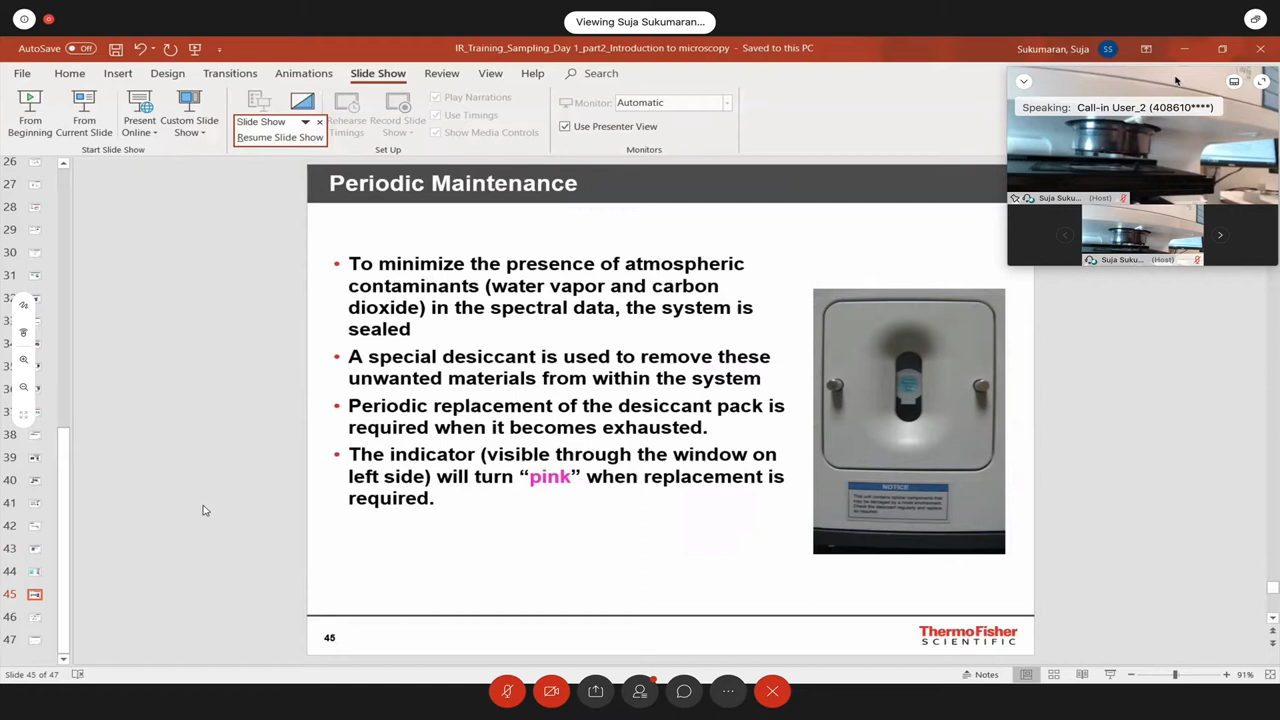 Viewing Suja Sukumaran...
AutoSave Off
IR_Training_Sampling_Day 1_part2_Introduction to microscopy - Saved to this PC
Sukumaran, Suja SS
File Home Insert Draw Design Transitions Animations Slide Show Review View Help Search
From Beginning
From Current Slide
Present Online
Custom Slide Show
Slide Show
Resume Slide Show
Rehearse Timings
Record Slide Show
Play Narrations
Use Timings
Show Media Controls
Monitor: Automatic
Use Presenter View
Start Slide Show
Set Up
Monitors
Speaking: Call-in User_2 (408610****)
Suja Suku... (Host)
Suja Suku... (Host)
26
27
28
29
30
31
38
39
40
41
42
43
44
45
46
47
Periodic Maintenance
• To minimize the presence of atmospheric
contaminants (water vapor and carbon
dioxide) in the spectral data, the system is
sealed
• A special desiccant is used to remove these
unwanted materials from within the system
• Periodic replacement of the desiccant pack is
required when it becomes exhausted.
• The indicator (visible through the window on
left side) will turn “pink” when replacement is
required.
NOTICE
45
ThermoFisher
SCIENTIFIC
Slide 45 of 47
Notes
91%